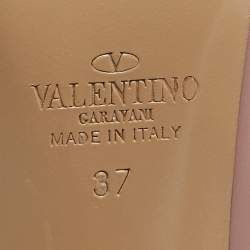 VALENTINO
GARAVANI
MADE IN ITALY
37